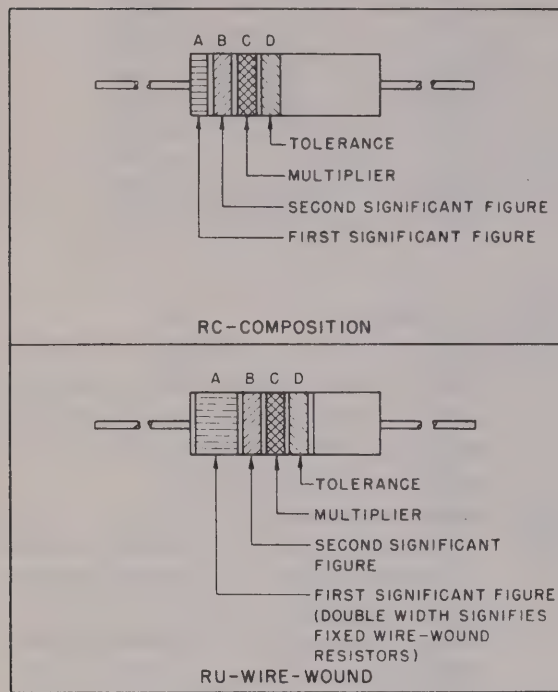 A B C D
TOLERANCE
MULTIPLIER
SECOND SIGNIFICANT FIGURE
FIRST SIGNIFICANT FIGURE
RC-COMPOSITION
A B C D
TOLERANCE
MULTIPLIER
SECOND SIGNIFICANT
FIGURE
FIRST SIGNIFICANT FIGURE
(DOUBLE WIDTH SIGNIFIES
FIXED WIRE-WOUND
RESISTORS)
RU-WIRE-WOUND